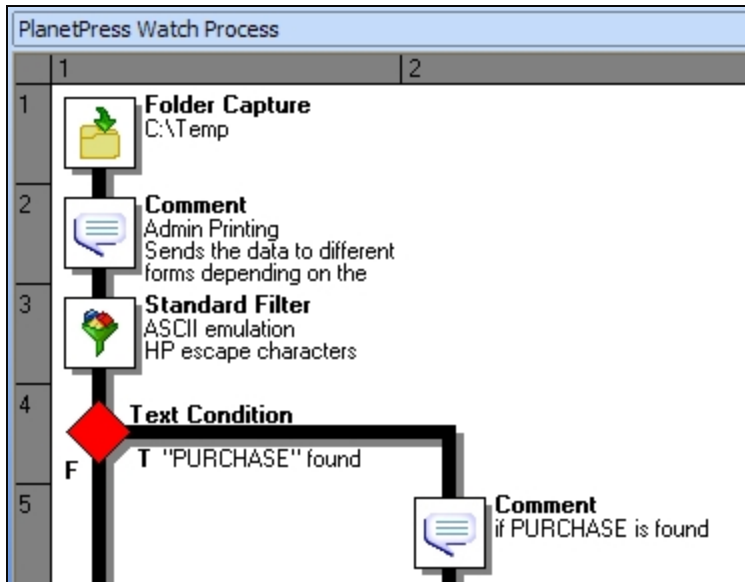 PlanetPress Watch Process
1 2
1
Folder Capture
C:\Temp
2
Comment
Admin Printing
Sends the data to different
forms depending on the
3
Standard Filter
ASCII emulation
HP escape characters
4
Text Condition
F T "PURCHASE" found
5
Comment
if PURCHASE is found